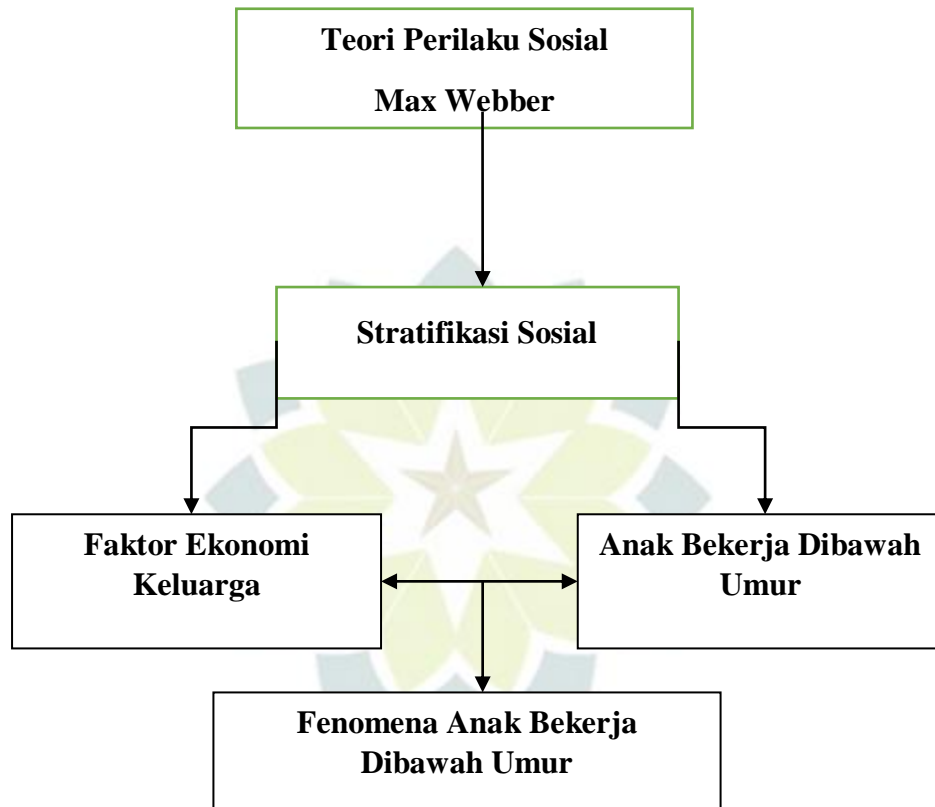 Teori Perilaku Sosial
Max Webber
Stratifikasi Sosial
Faktor Ekonomi
Keluarga
Anak Bekerja Dibawah
Umur
Fenomena Anak Bekerja
Dibawah Umur